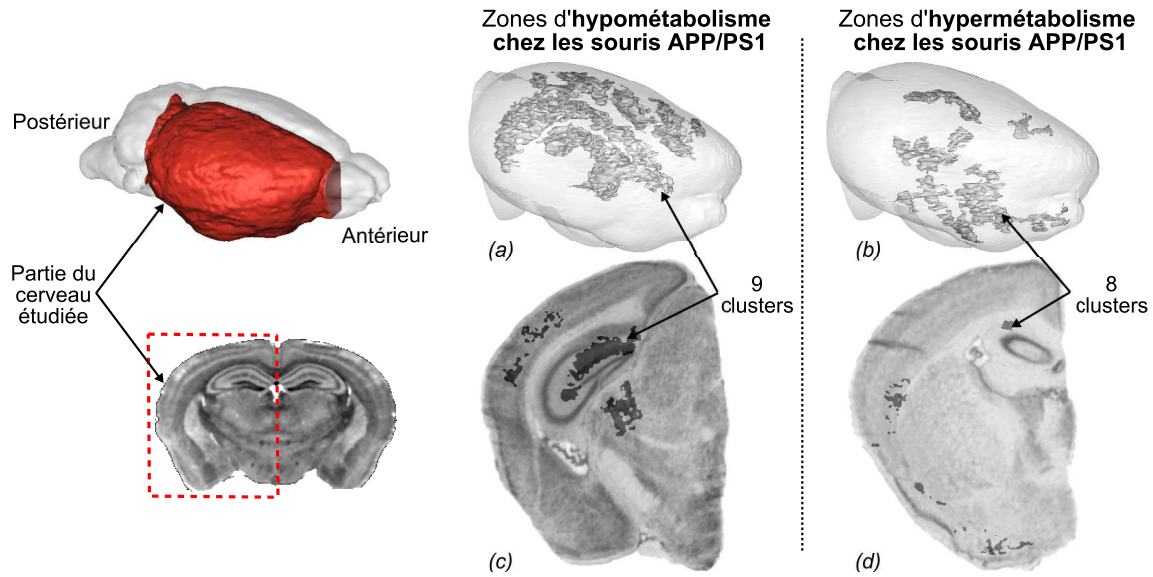 Zones d'hypométabolisme
chez les souris APP/PS1
Zones d'hypermétabolisme
chez les souris APP/PS1
Postérieur
Antérieur
(a)
(b)
Partie du
cerveau
étudiée
9
clusters
8
clusters
(c)
(d)